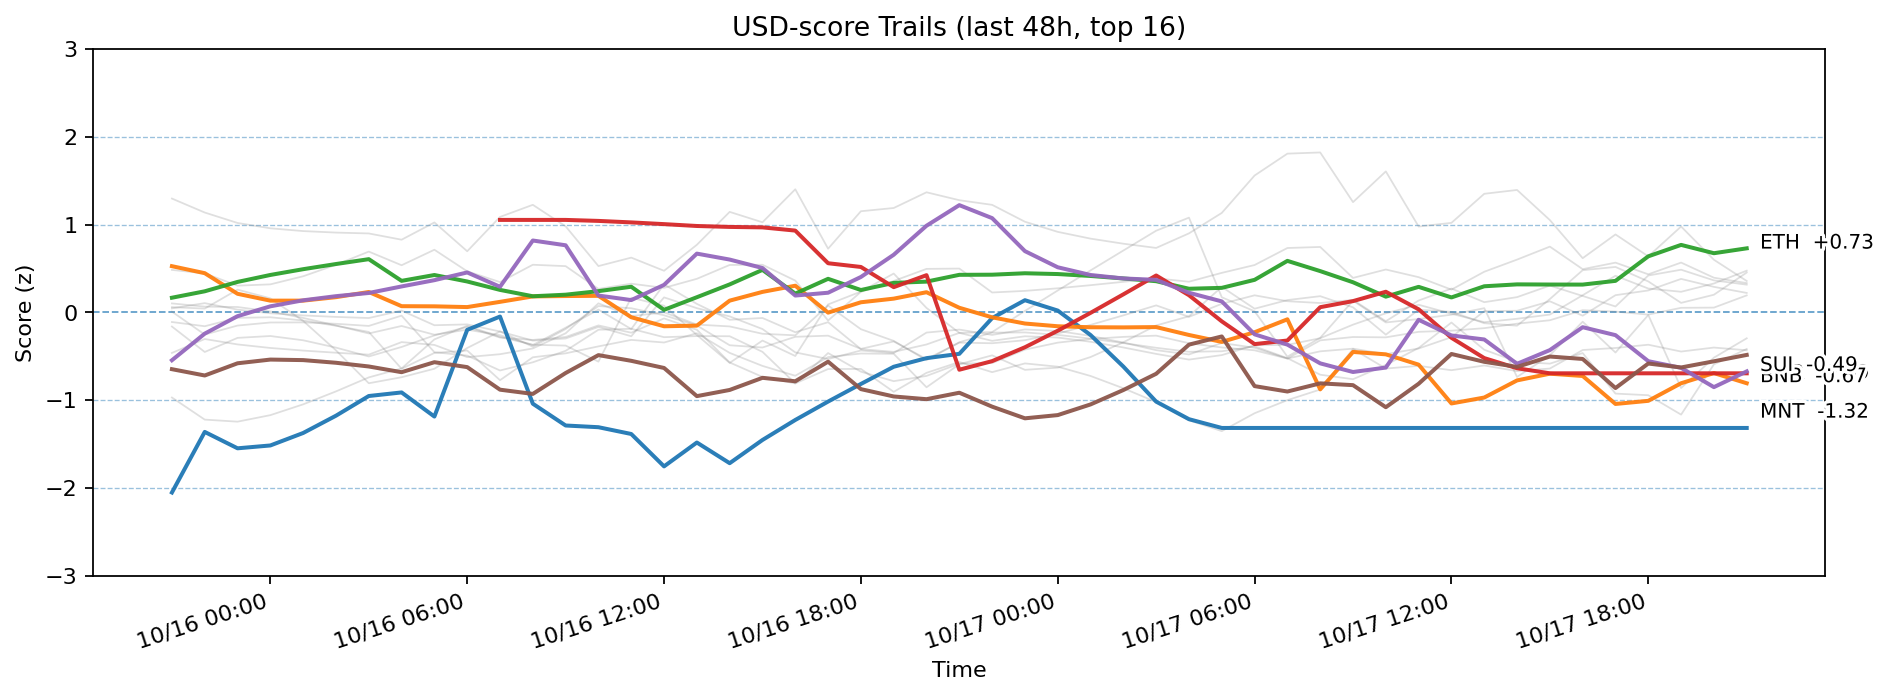 USD-score Trails (last 48h, top 16)
3
2
1
0
−1
−2
−3
Score (z)
ETH +0.73
SUI -0.49
BNB -0.67
MNT -1.32
10/16 00:00
10/16 06:00
10/16 12:00
10/16 18:00
10/17 00:00
10/17 06:00
10/17 12:00
10/17 18:00
Time